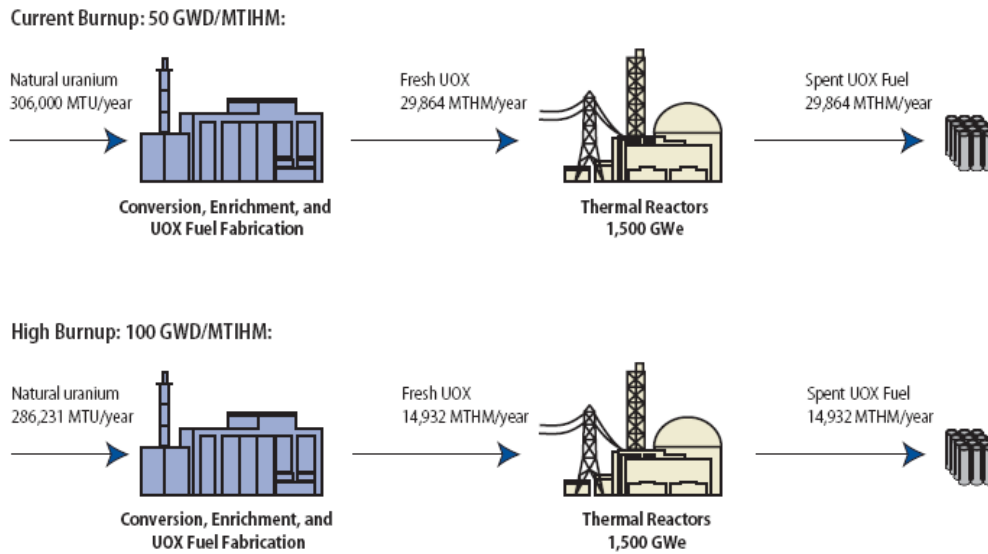 Current Burnup: 50 GWD/MTIHM:
Natural uranium
306,000 MTU/year
Fresh UOX
29,864 MTHM/year
Spent UOX Fuel
29,864 MTHM/year
Conversion, Enrichment, and
UOX Fuel Fabrication
Thermal Reactors
1,500 GWe
High Burnup: 100 GWD/MTIHM:
Natural uranium
286,231 MTU/year
Fresh UOX
14,932 MTHM/year
Spent UOX Fuel
14,932 MTHM/year
Conversion, Enrichment, and
UOX Fuel Fabrication
Thermal Reactors
1,500 GWe